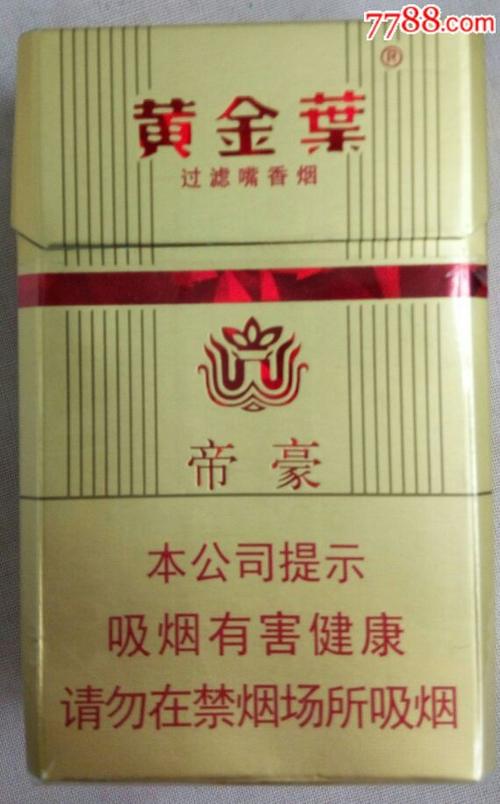 7788.com
黄金葉®
过滤嘴香烟
帝豪
本公司提示
吸烟有害健康
请勿在禁烟场所吸烟